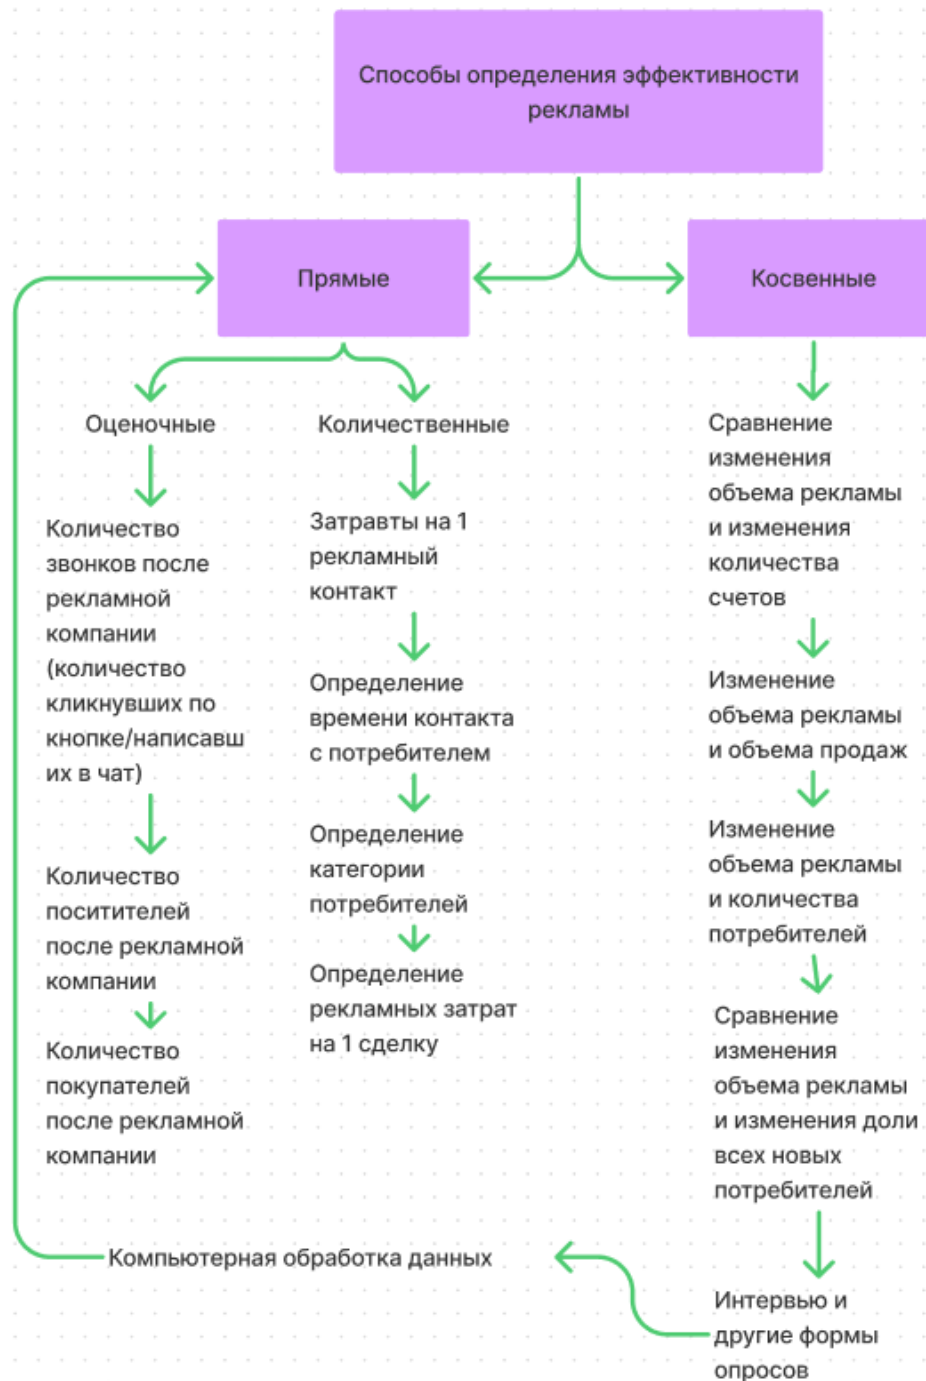 Способы определения эффективности
рекламы
Прямые
Косвенные
Оценочные
Количество
звонков после
рекламной
компании
(количество
кликнувших по
кнопке/написавш
их в чат)
Количество
поситителей
после рекламной
компании
Количество
покупателей
после рекламной
компании
Количественные
Затравты на 1
рекламный
контакт
Определение
времени контакта
с потребителем
Определение
категории
потребителей
Определение
рекламных затрат
на 1 сделку
Сравнение
изменения
объема рекламы
и изменения
количества
счетов
Изменение
объема рекламы
и объема продаж
Изменение
объема рекламы
и количества
потребителей
Сравнение
изменения
объема рекламы
и изменения доли
всех новых
потребителей
Интервью и
другие формы
опросов
Компьютерная обработка данных